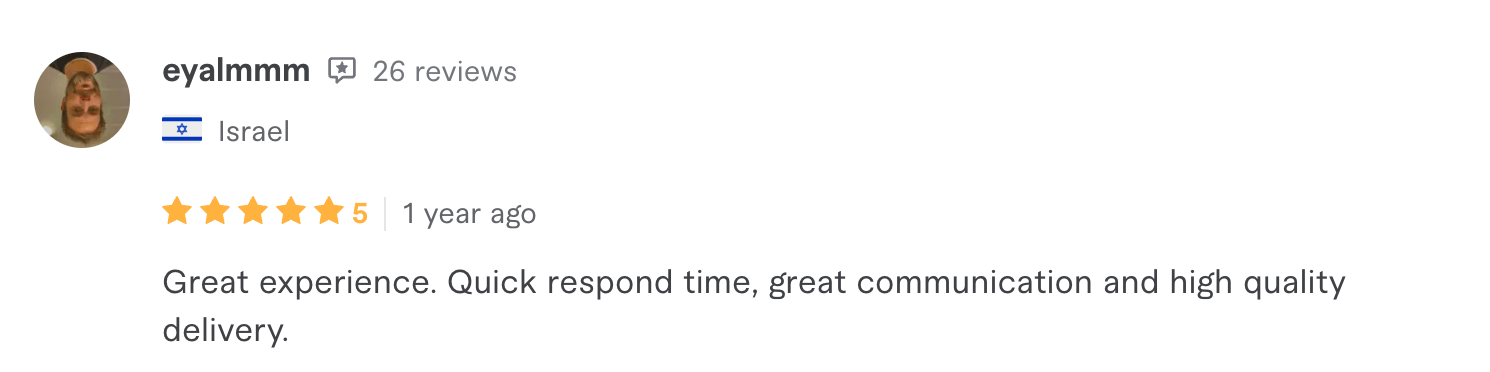 eyalmmm 26 reviews
Israel
5 1 year ago
Great experience. Quick respond time, great communication and high quality
delivery.